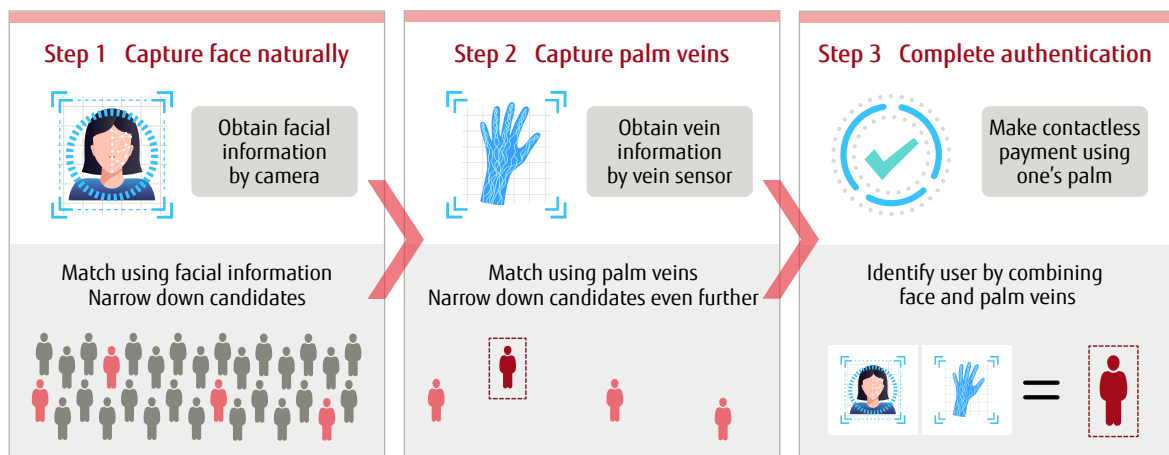 Step 1 Capture face naturally
Obtain facial
information
by camera
Match using facial information
Narrow down candidates
Step 2 Capture palm veins
Obtain vein
information
by vein sensor
Match using palm veins
Narrow down candidates even further
Step 3 Complete authentication
Make contactless
payment using
one's palm
Identify user by combining
face and palm veins
=